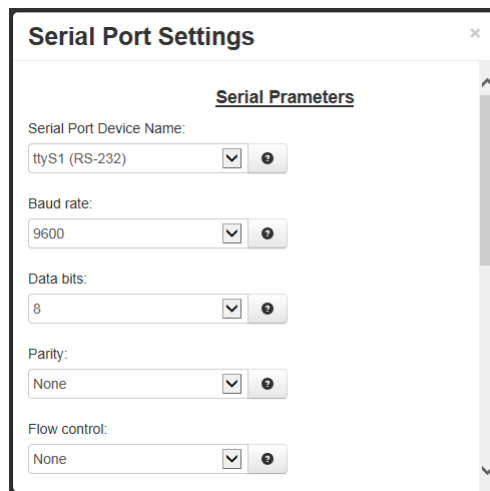 Serial Port Settings
Serial Prameters
Serial Port Device Name:
ttyS1 (RS-232)
Baud rate:
9600
Data bits:
8
Parity:
None
Flow control:
None